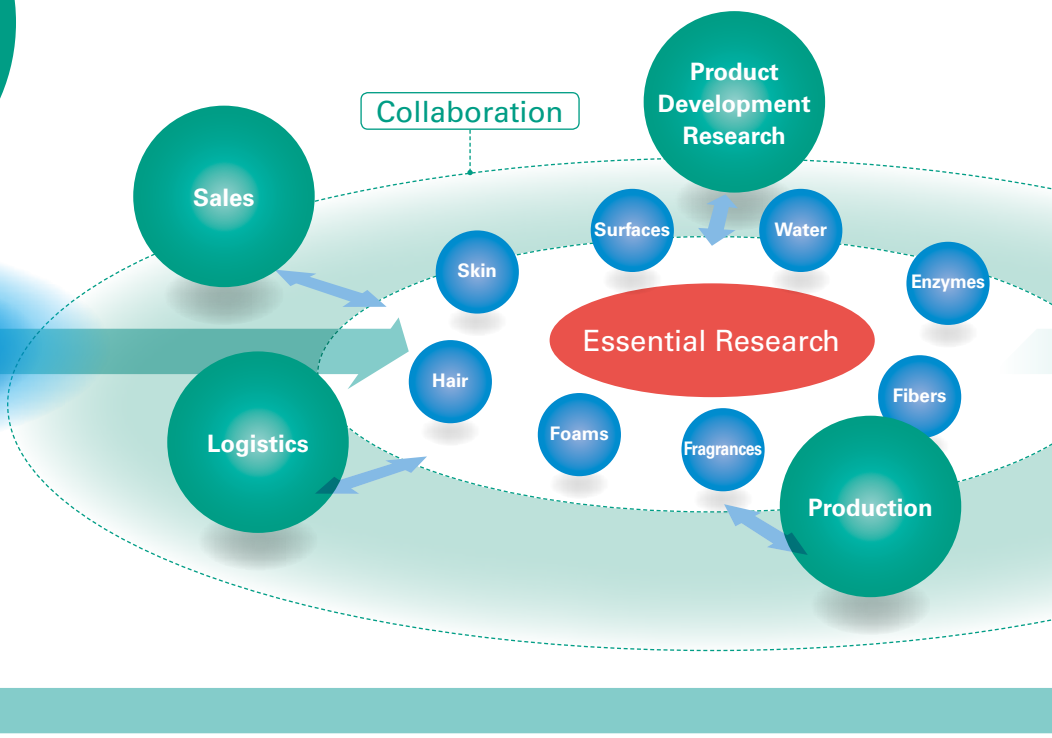 Product
Development
Research
Collaboration
Sales
Surfaces
Water
Skin
Enzymes
Essential Research
Hair
Fibers
Foams
Fragrances
Logistics
Production